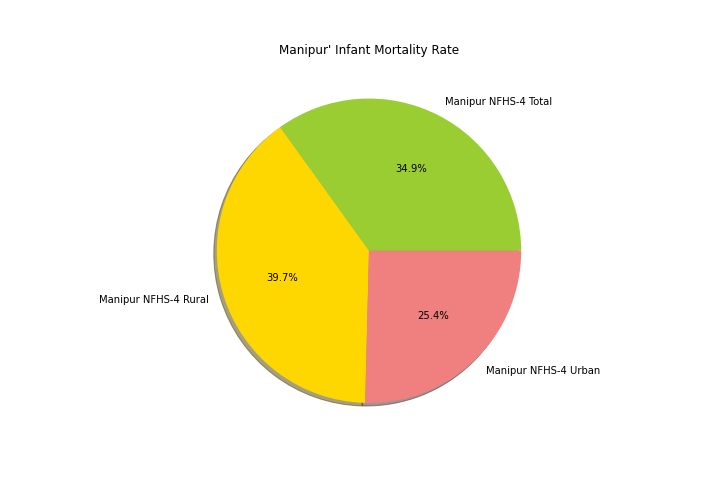 Manipur' Infant Mortality Rate
Manipur NFHS-4 Total
34.9%
39.7%
Manipur NFHS-4 Rural
25.4%
Manipur NFHS-4 Urban